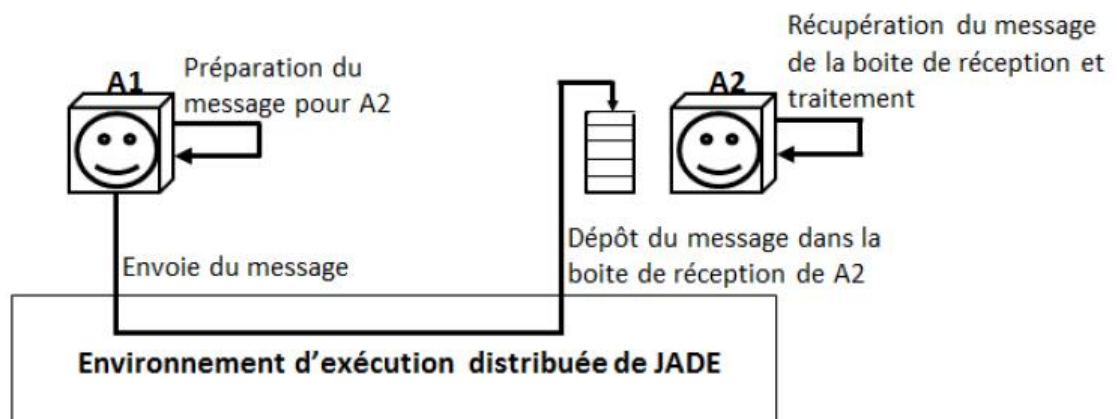 A1
Préparation du
message pour A2
A2
Récupération du message
de la boite de réception et
traitement
Envoie du message
Dépôt du message dans la
boite de réception de A2
Environnement d’exécution distribuée de JADE